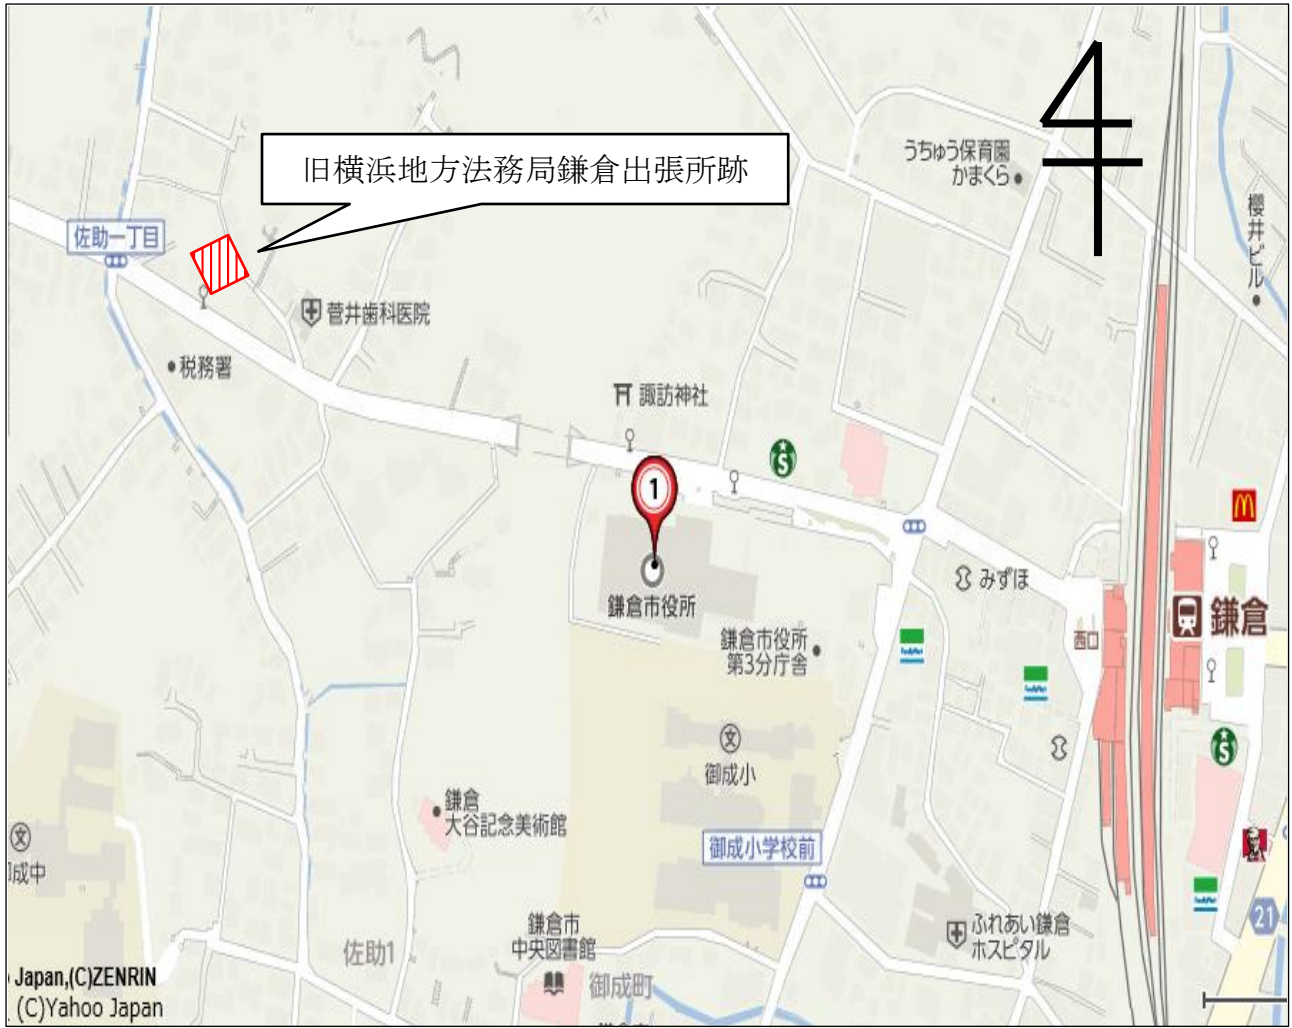 うちゅう保育園
かまくら
旧横浜地方法務局鎌倉出張所跡
櫻井ビル
佐助一丁目
菅井歯科医院
税務署
諏訪神社
1
鎌倉市役所
みずほ
鎌倉
西口
鎌倉市役所
第3分庁舎
FamilyMart
FamilyMart
御成小
鎌倉
大谷記念美術館
御成小学校前
成中
FamilyMart
21
鎌倉市
中央図書館
ふれあい鎌倉
ホスピタル
佐助1
御成町
Japan,(C)ZENRIN
(C)Yahoo Japan